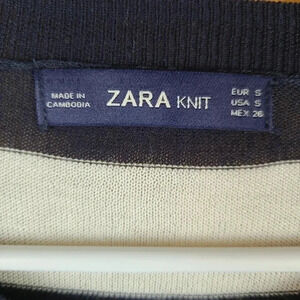 MADE IN
CAMBODIA
ZARA KNIT
EUR S
USA S
MEX 26